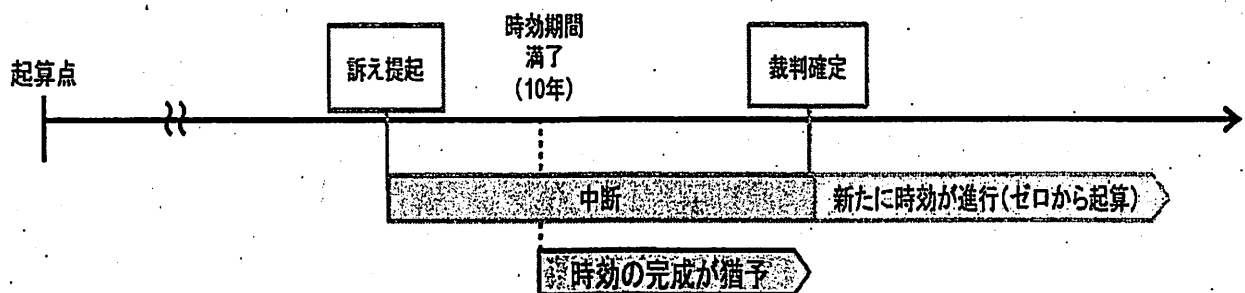 起算点
訴え提起
時効期間
満了
（10年）
裁判確定
中断
新たに時効が進行（ゼロから起算）
時効の完成が猶予